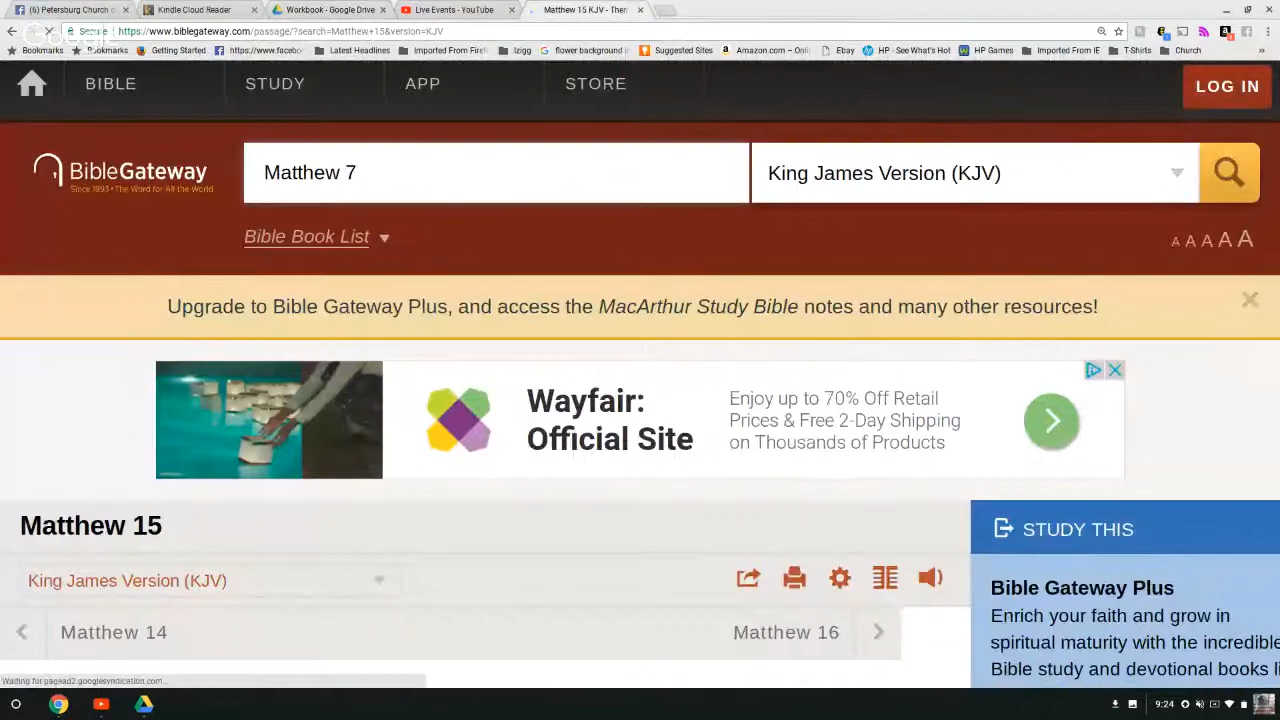 (6) Petersburg Church o
Kindle Cloud Reader
Workbook - Google Drive
Live Events - YouTube
Matthew 15 KJV - Then
Secure
https://www.biblegateway.com/passage/?search=Matthew+15&version=KJV
Bookmarks
Bookmarks
Getting Started
https://www.facebo
Latest Headlines
Imported From Firef
Izigg
flower background i
Suggested Sites
Amazon.com – Onli
Ebay
HP - See What's Hot
HP Games
Imported From IE
T-Shirts
Church
BIBLE
STUDY
APP
STORE
LOG IN
BibleGateway
Since 1993 • The Word for All the World
Matthew 7
King James Version (KJV)
Bible Book List
A A A A A
Upgrade to Bible Gateway Plus, and access the MacArthur Study Bible notes and many other resources!
Wayfair:
Official Site
Enjoy up to 70% Off Retail
Prices & Free 2-Day Shipping
on Thousands of Products
Matthew 15
STUDY THIS
King James Version (KJV)
Bible Gateway Plus
Enrich your faith and grow in
spiritual maturity with the incredible
Bible study and devotional books li
Matthew 14
Matthew 16
Waiting for pagead2.googlesyndication.com...
9:24